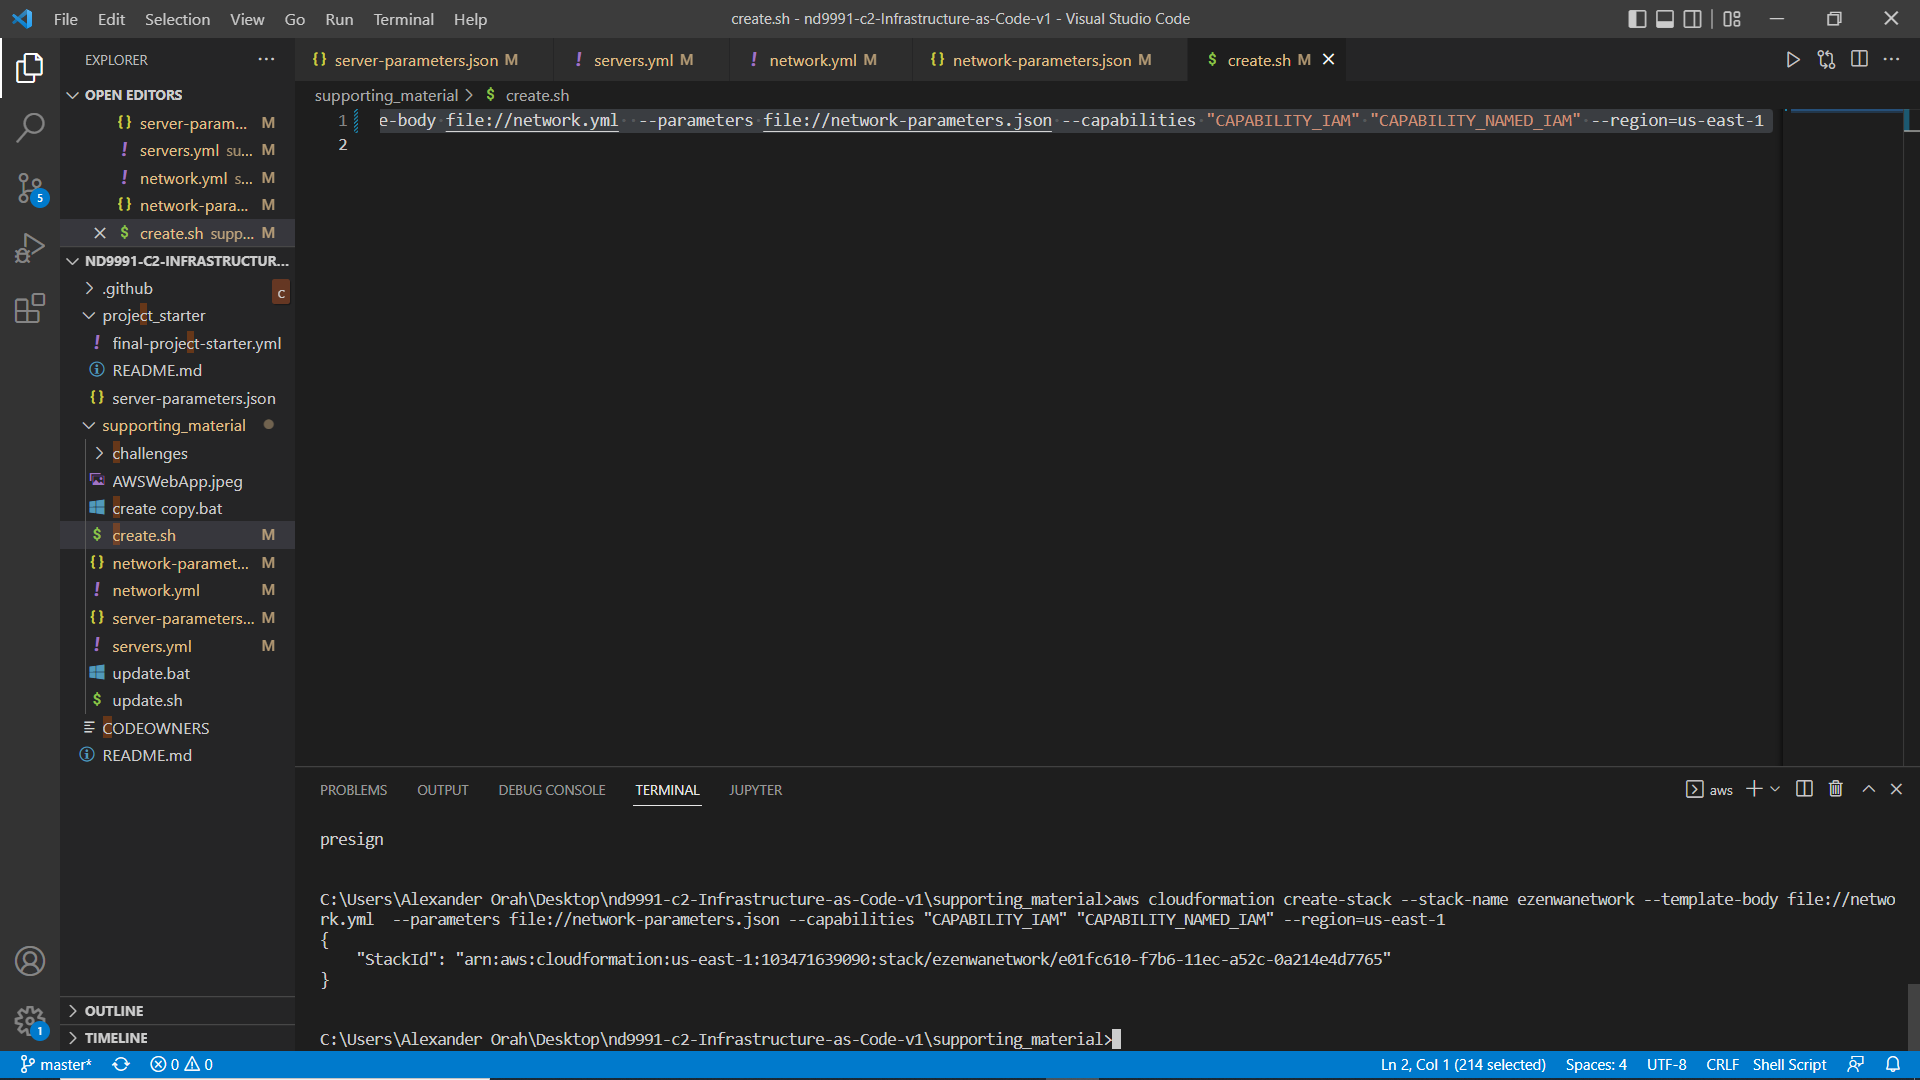 File Edit Selection View Go Run Terminal Help
create.sh - nd9991-c2-Infrastructure-as-Code-v1 - Visual Studio Code
EXPLORER ···
{} server-parameters.json M
! servers.yml M
! network.yml M
{} network-parameters.json M
$ create.sh M
OPEN EDITORS
{} server-param... M
! servers.yml su... M
! network.yml s... M
{} network-para... M
$ create.sh supp... M
ND9991-C2-INFRASTRUCTUR...
.github
c
project_starter
! final-project-starter.yml
README.md
{} server-parameters.json
supporting_material
challenges
AWSWebApp.jpeg
create copy.bat
$ create.sh M
{} network-paramet... M
! network.yml M
{} server-parameters... M
! servers.yml M
update.bat
$ update.sh
CODEOWNERS
README.md
OUTLINE
TIMELINE
5
1
supporting_material > $ create.sh
1 e-body file://network.yml  --parameters file://network-parameters.json --capabilities "CAPABILITY_IAM" "CAPABILITY_NAMED_IAM" --region=us-east-1
2
PROBLEMS OUTPUT DEBUG CONSOLE TERMINAL JUPYTER
aws
presign
C:\Users\Alexander Orah\Desktop\nd9991-c2-Infrastructure-as-Code-v1\supporting_material>aws cloudformation create-stack --stack-name ezenwanetwork --template-body file://netwo
rk.yml  --parameters file://network-parameters.json --capabilities "CAPABILITY_IAM" "CAPABILITY_NAMED_IAM" --region=us-east-1
{
    "StackId": "arn:aws:cloudformation:us-east-1:103471639090:stack/ezenwanetwork/e01fc610-f7b6-11ec-a52c-0a214e4d7765"
}
C:\Users\Alexander Orah\Desktop\nd9991-c2-Infrastructure-as-Code-v1\supporting_material>
master* 0 0
Ln 2, Col 1 (214 selected) Spaces: 4 UTF-8 CRLF Shell Script